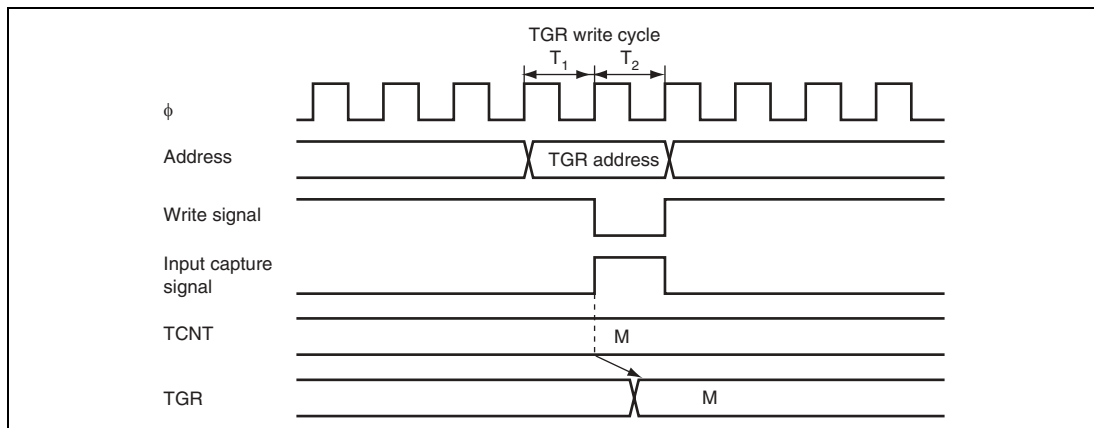 TGR write cycle
T1 T2
ϕ
Address
TGR address
Write signal
Input capture
signal
TCNT
M
TGR
M